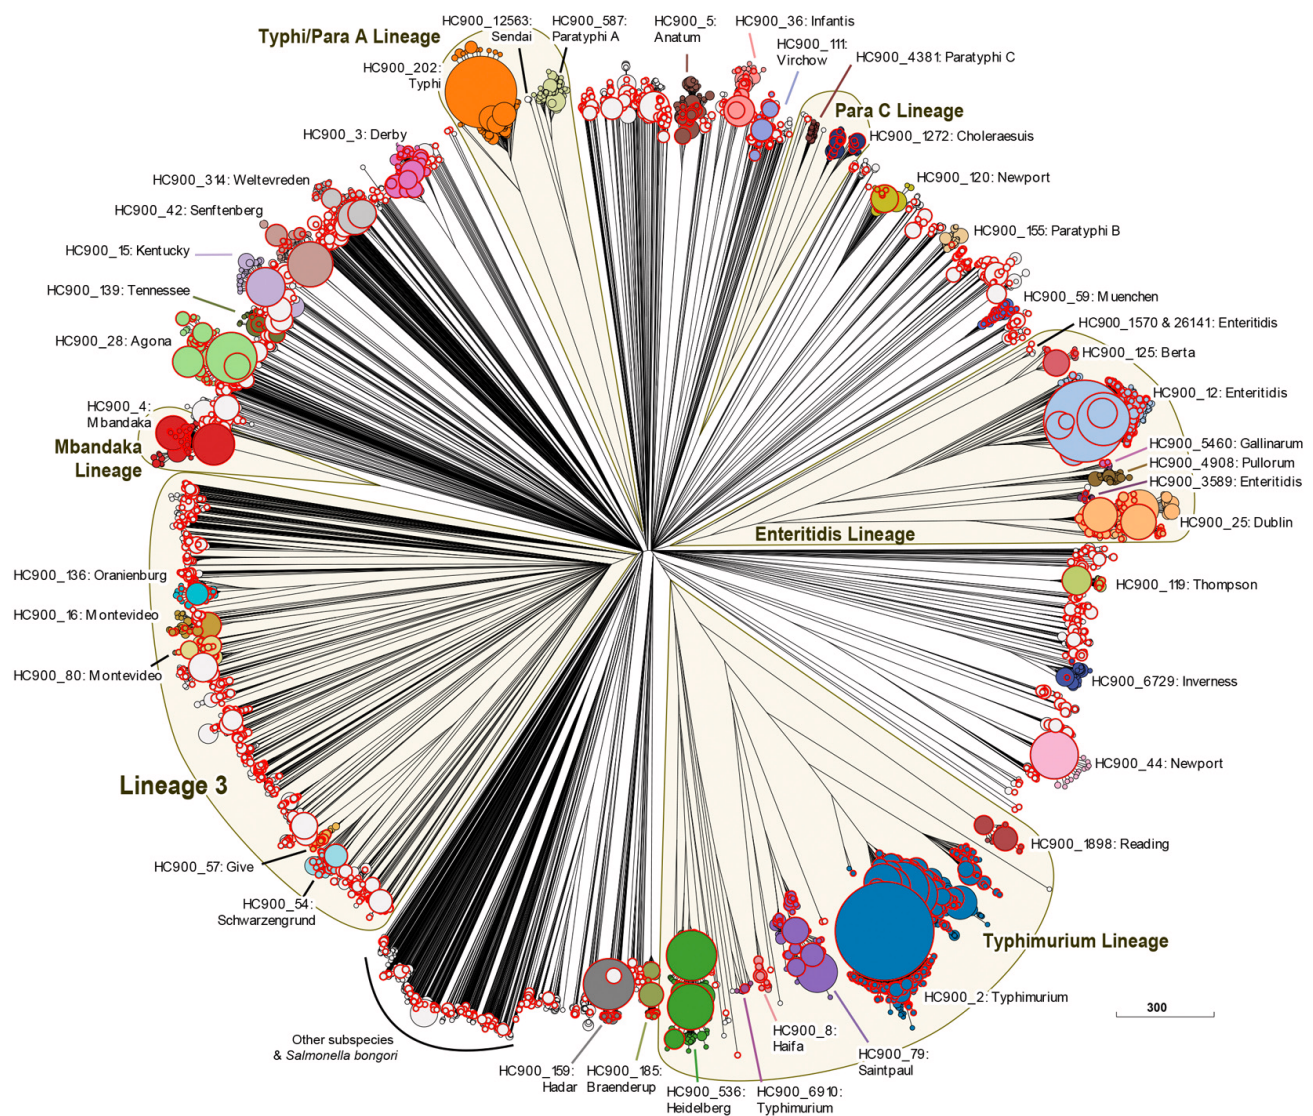 HC900_12563:
Sendai
HC900_587:
Paratyphi A
HC900_5:
Anatum
HC900_36: Infantis
HC900_111:
Virchow
HC900_4381: Paratyphi C
Typhi/Para A Lineage
HC900_202:
Typhi
Para C Lineage
HC900_1272: Choleraesuis
HC900_3: Derby
HC900_120: Newport
HC900_314: Weltevreden
HC900_42: Senftenberg
HC900_155: Paratyphi B
HC900_15: Kentucky
HC900_139: Tennessee
HC900_59: Muenchen
HC900_1570 & 26141: Enteritidis
HC900_28: Agona
HC900_125: Berta
HC900_12: Enteritidis
HC900_4:
Mbandaka
Mbandaka
Lineage
HC900_5460: Gallinarum
HC900_4908: Pullorum
HC900_3589: Enteritidis
HC900_25: Dublin
Enteritidis Lineage
HC900_136: Oranienburg
HC900_119: Thompson
HC900_16: Montevideo
HC900_80: Montevideo
HC900_6729: Inverness
HC900_44: Newport
Lineage 3
HC900_57: Give
HC900_1898: Reading
HC900_54:
Schwarzengrund
Typhimurium Lineage
HC900_2: Typhimurium
300
Other subspecies
& Salmonella bongori
HC900_8:
Haifa
HC900_79:
Saintpaul
HC900_159:
Hadar
HC900_185:
Braenderup
HC900_536:
Heidelberg
HC900_6910:
Typhimurium